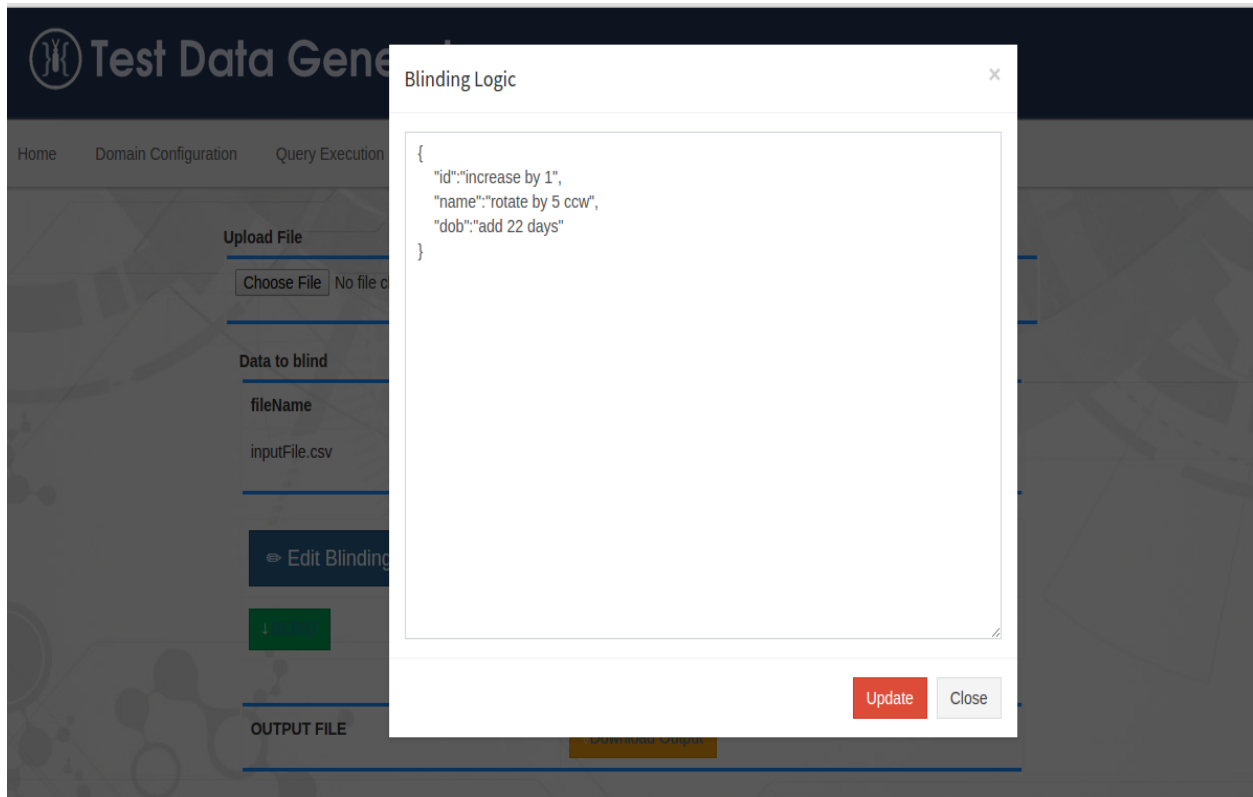 Test Data Gene
Blinding Logic ×
Home Domain Configuration Query Execution
{
"id":"increase by 1",
"name":"rotate by 5 ccw",
"dob":"add 22 days"
}
Upload File
Choose File No file c
Data to blind
fileName
inputFile.csv
Edit Blinding
Update Close
OUTPUT FILE
Download Output